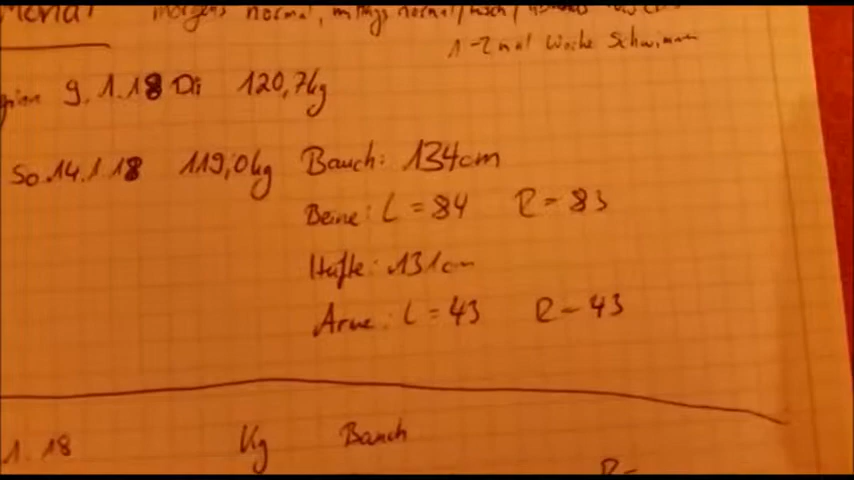 Monat morgens normal, mittags normal/
1-2 mal Woche Schwimmen
9.1.18 Di 120,7kg
So.14.1.18 119,0kg Bauch: 134cm
Beine: L = 84 R = 83
Hüfte: 131cm
Arme: L = 43 R = 43
1.18 Kg Bauch
R =